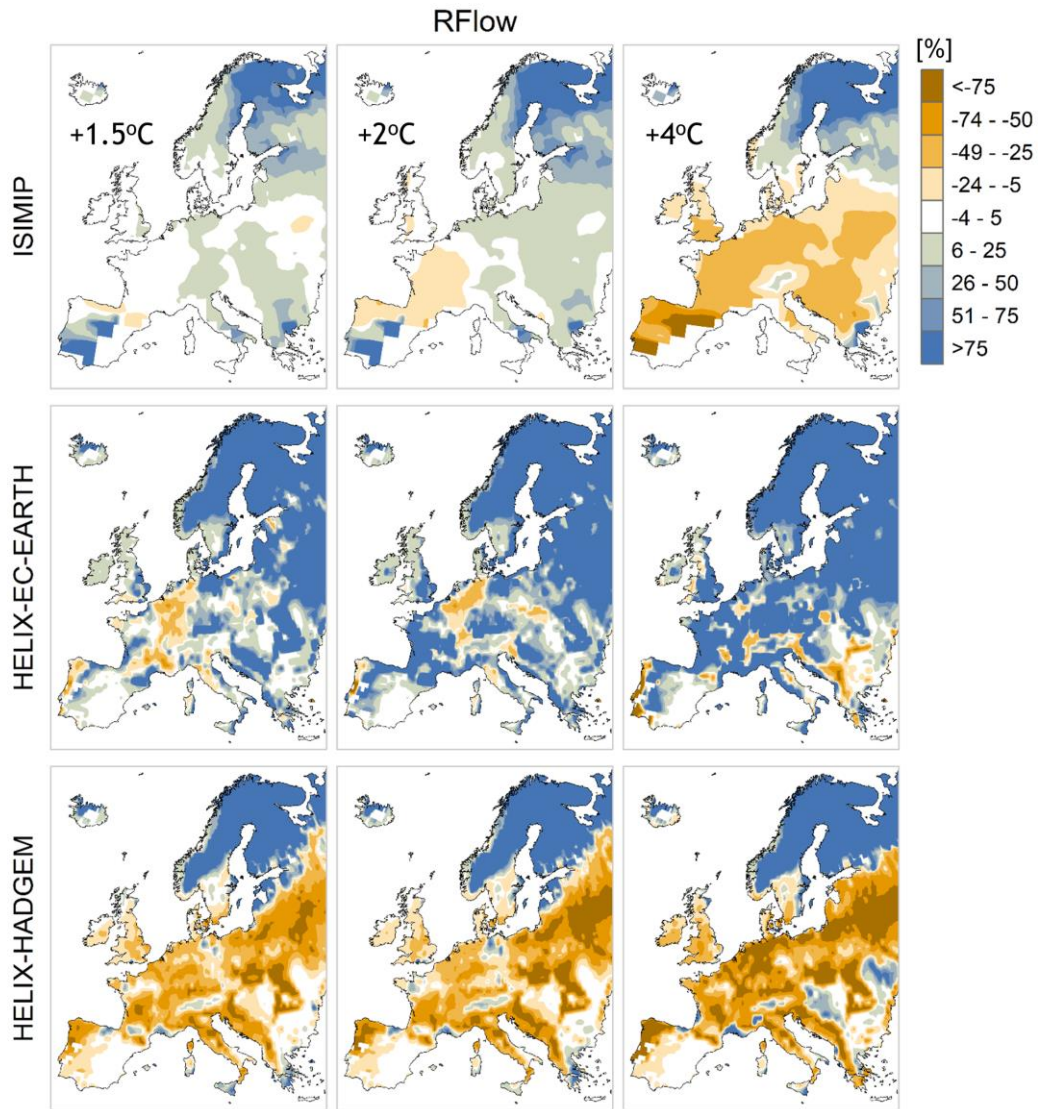 RFlow
[%]
+1.5°C
+2°C
+4°C
<-75
-74 - -50
-49 - -25
-24 - -5
-4 - 5
6 - 25
26 - 50
51 - 75
>75
ISIMIP
HELIX-EC-EARTH
HELIX-HADGEM